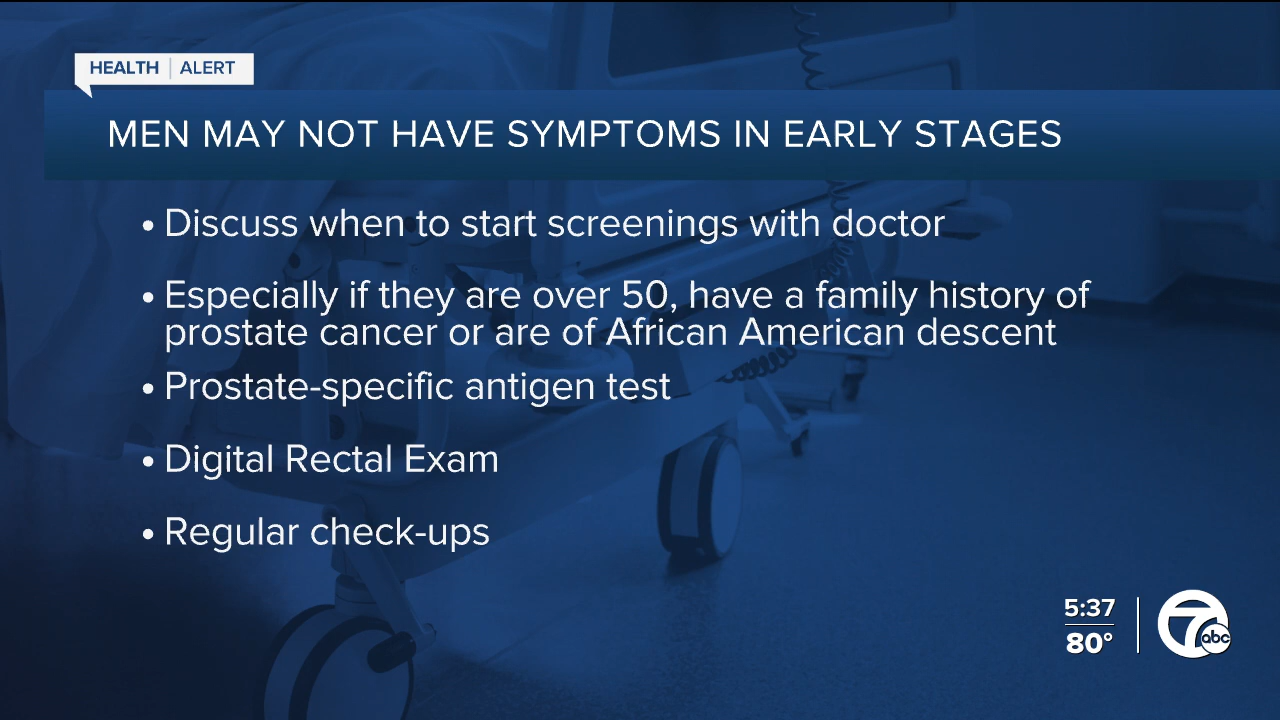 HEALTH | ALERT
MEN MAY NOT HAVE SYMPTOMS IN EARLY STAGES
• Discuss when to start screenings with doctor
• Especially if they are over 50, have a family history of
prostate cancer or are of African American descent
• Prostate-specific antigen test
• Digital Rectal Exam
• Regular check-ups
5:37
80°
7 abc